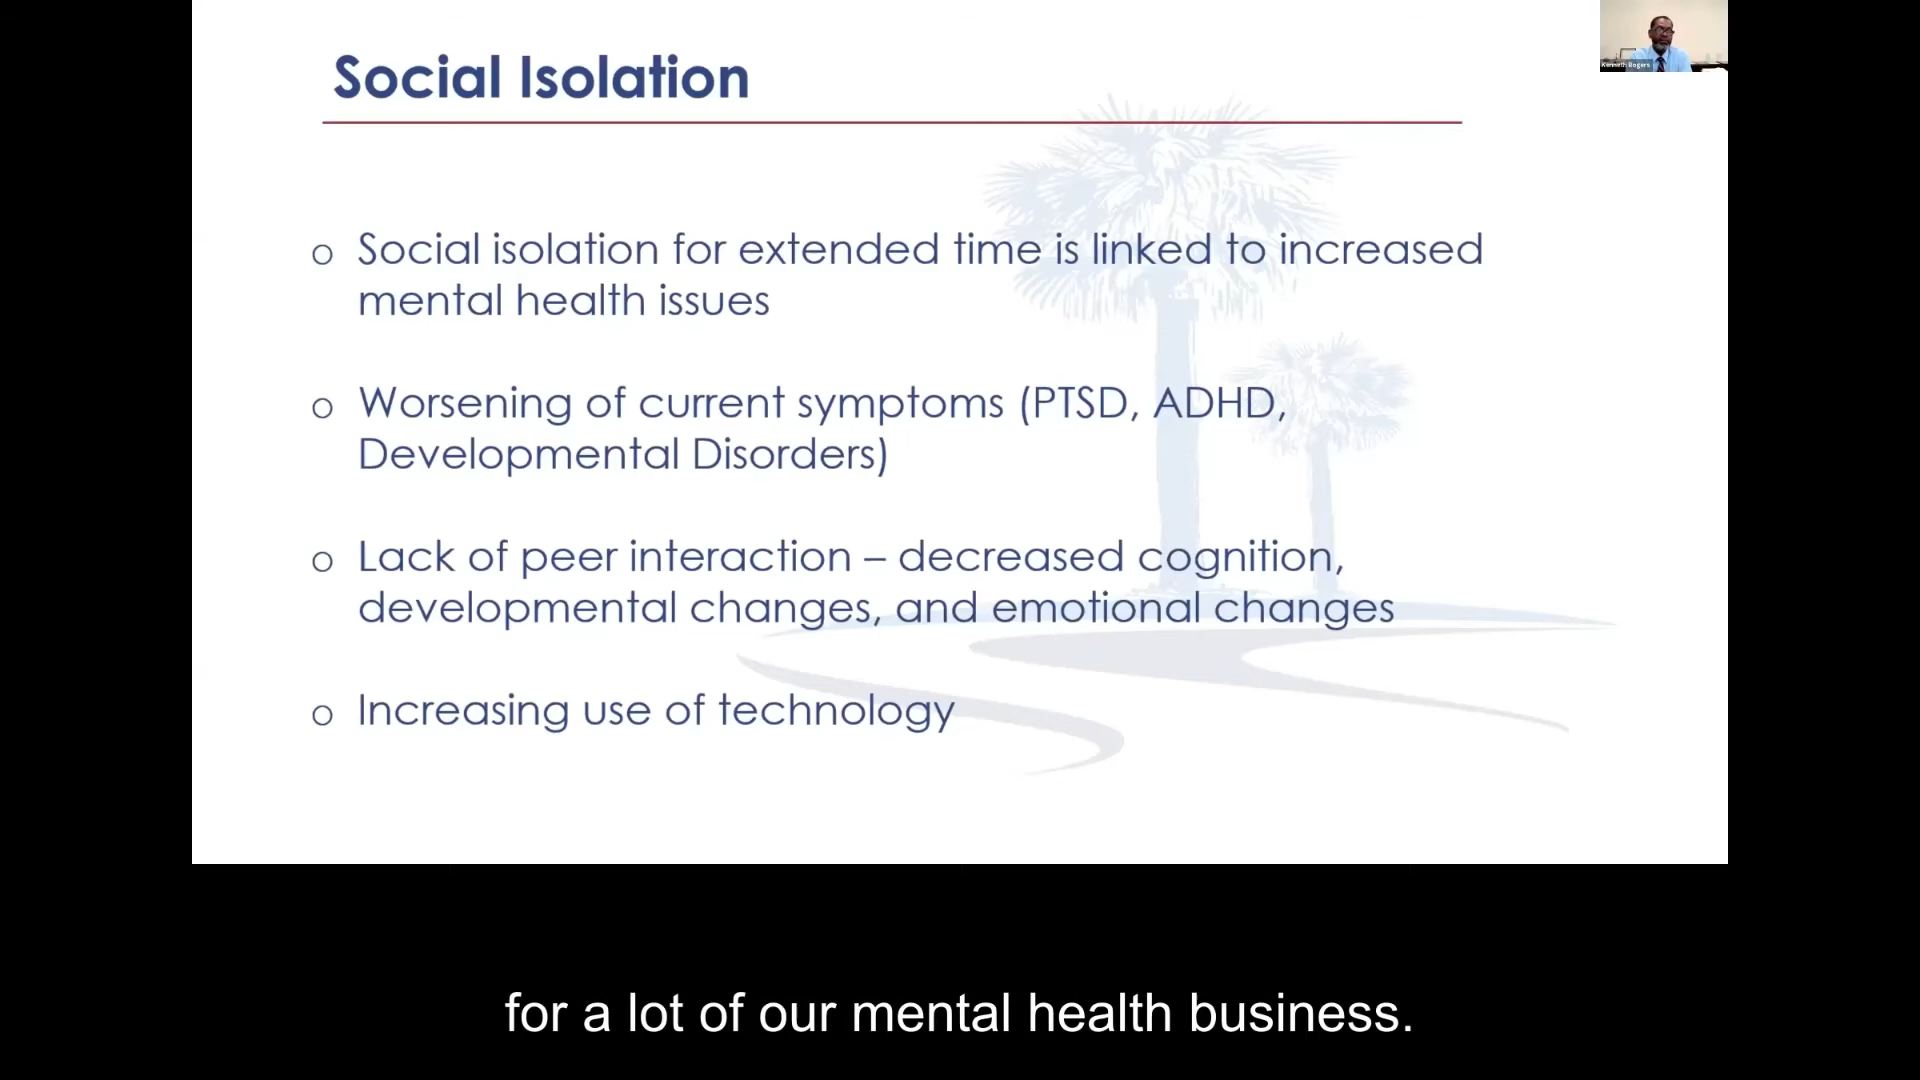 Social Isolation
Kenneth Rogers
o Social isolation for extended time is linked to increased
mental health issues
o Worsening of current symptoms (PTSD, ADHD,
Developmental Disorders)
o Lack of peer interaction – decreased cognition,
developmental changes, and emotional changes
o Increasing use of technology
for a lot of our mental health business.